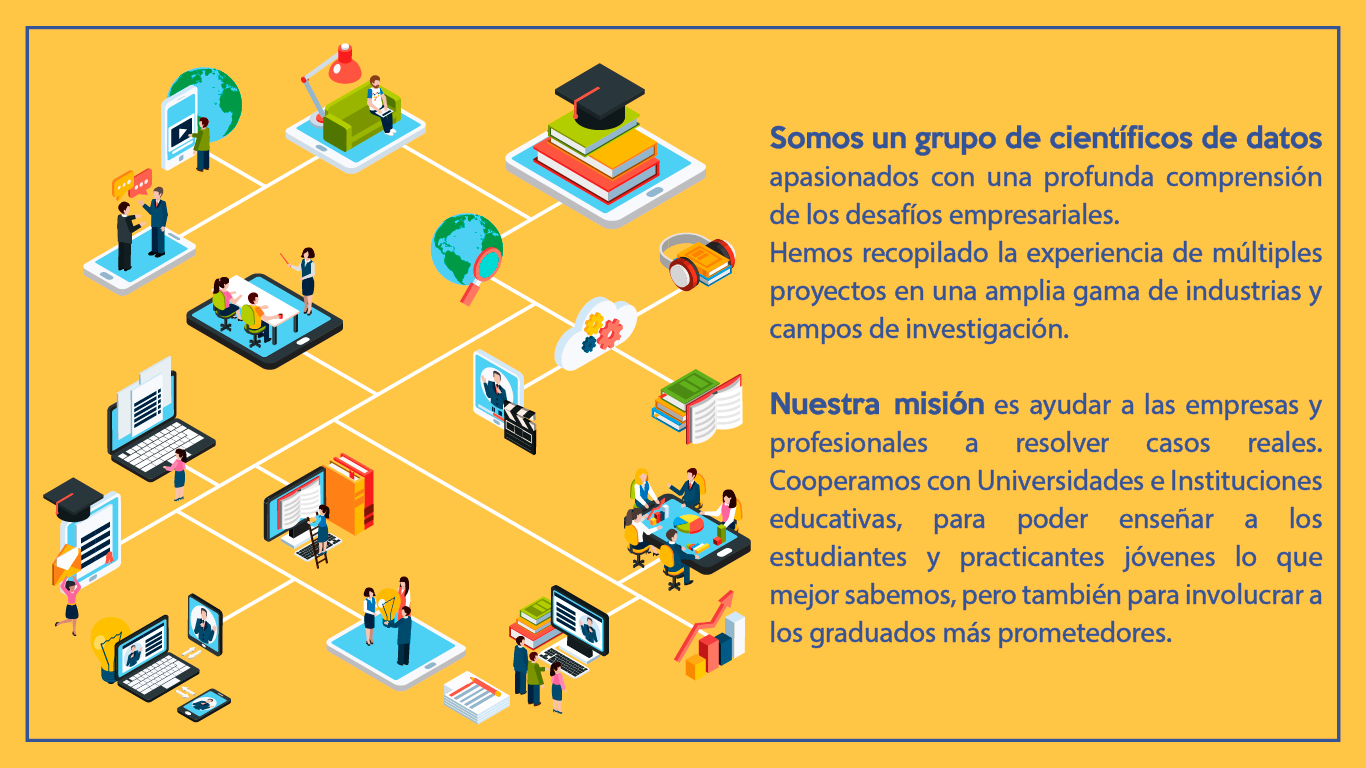 Somos un grupo de científicos de datos
apasionados con una profunda comprensión
de los desafíos empresariales.
Hemos recopilado la experiencia de múltiples
proyectos en una amplia gama de industrias y
campos de investigación.
Nuestra misión es ayudar a las empresas y
profesionales a resolver casos reales.
Cooperamos con Universidades e Instituciones
educativas, para poder enseñar a los
estudiantes y practicantes jóvenes lo que
mejor sabemos, pero también para involucrar a
los graduados más prometedores.